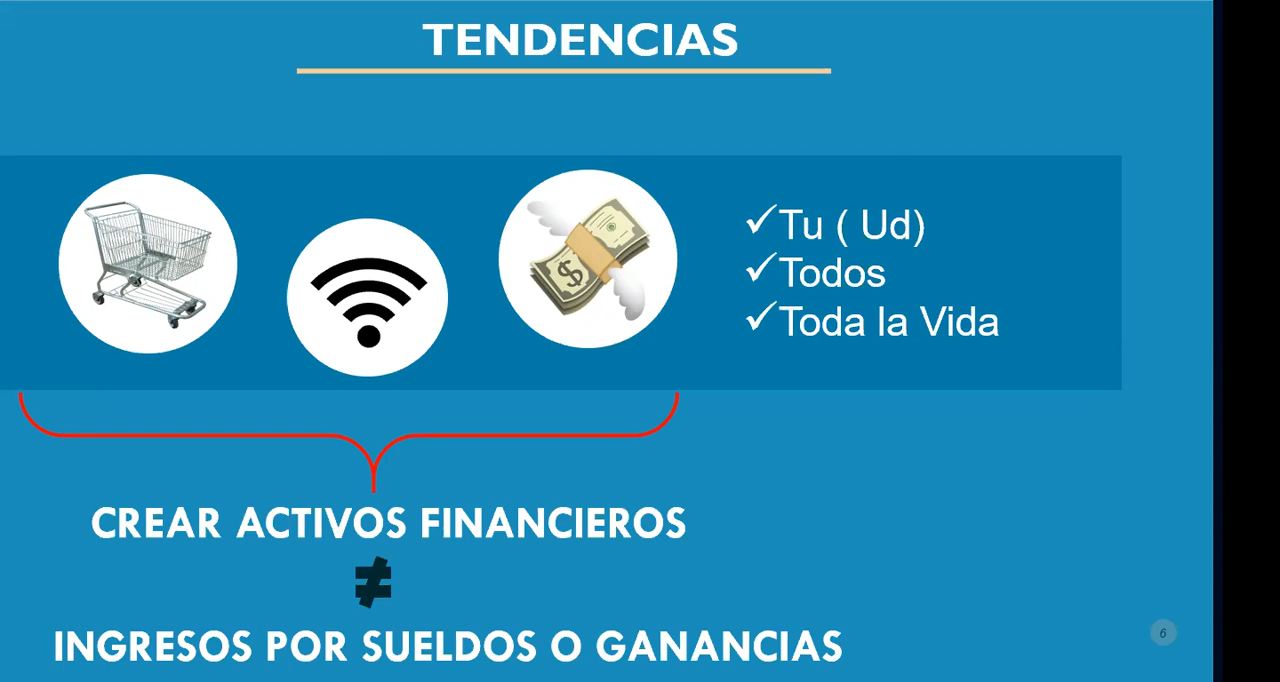 TENDENCIAS
✓Tu ( Ud)
✓Todos
✓Toda la Vida
$
CREAR ACTIVOS FINANCIEROS
≠
INGRESOS POR SUELDOS O GANANCIAS
6